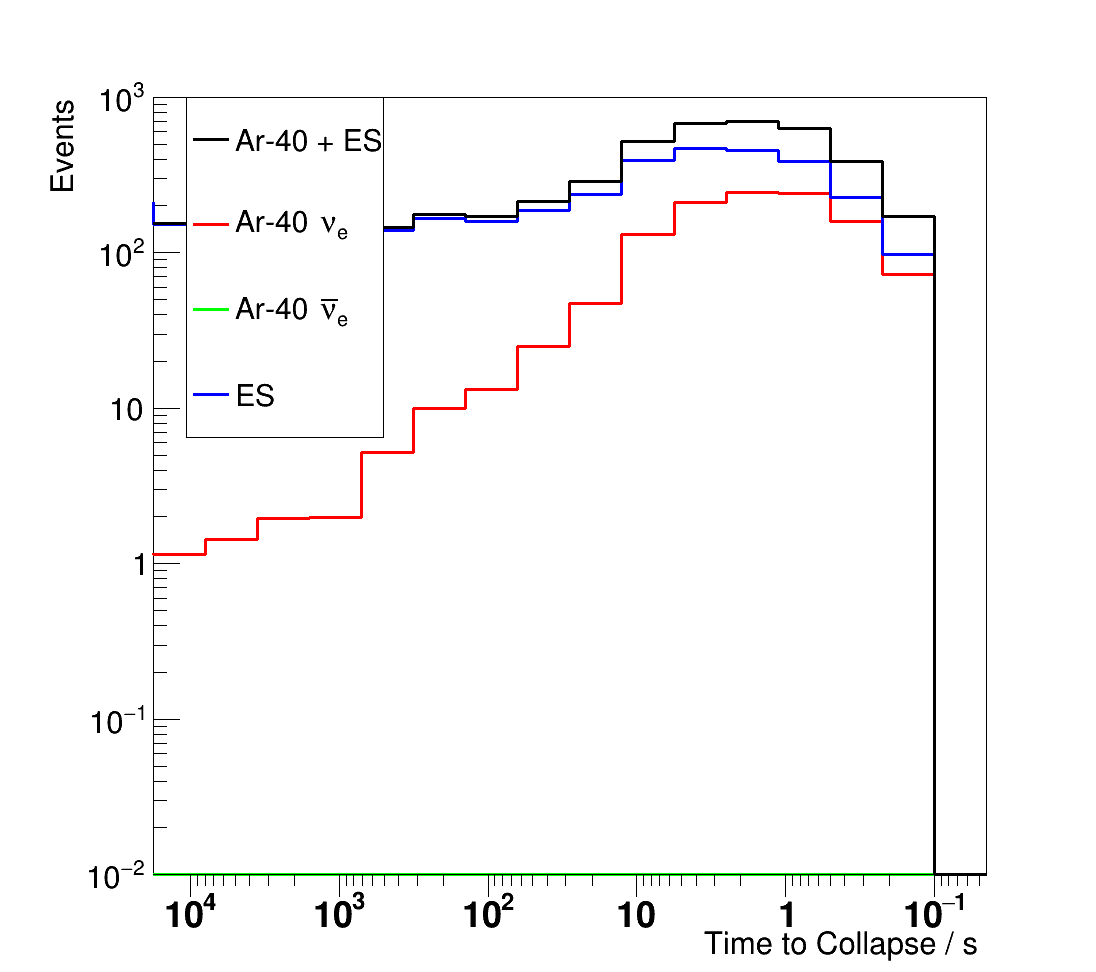 Events
10³
10²
10
1
10⁻¹
10⁻²
Ar-40 + ES
Ar-40 νₑ
Ar-40 ν̅ₑ
ES
10⁴ 10³ 10² 10 1 10⁻¹
Time to Collapse / s